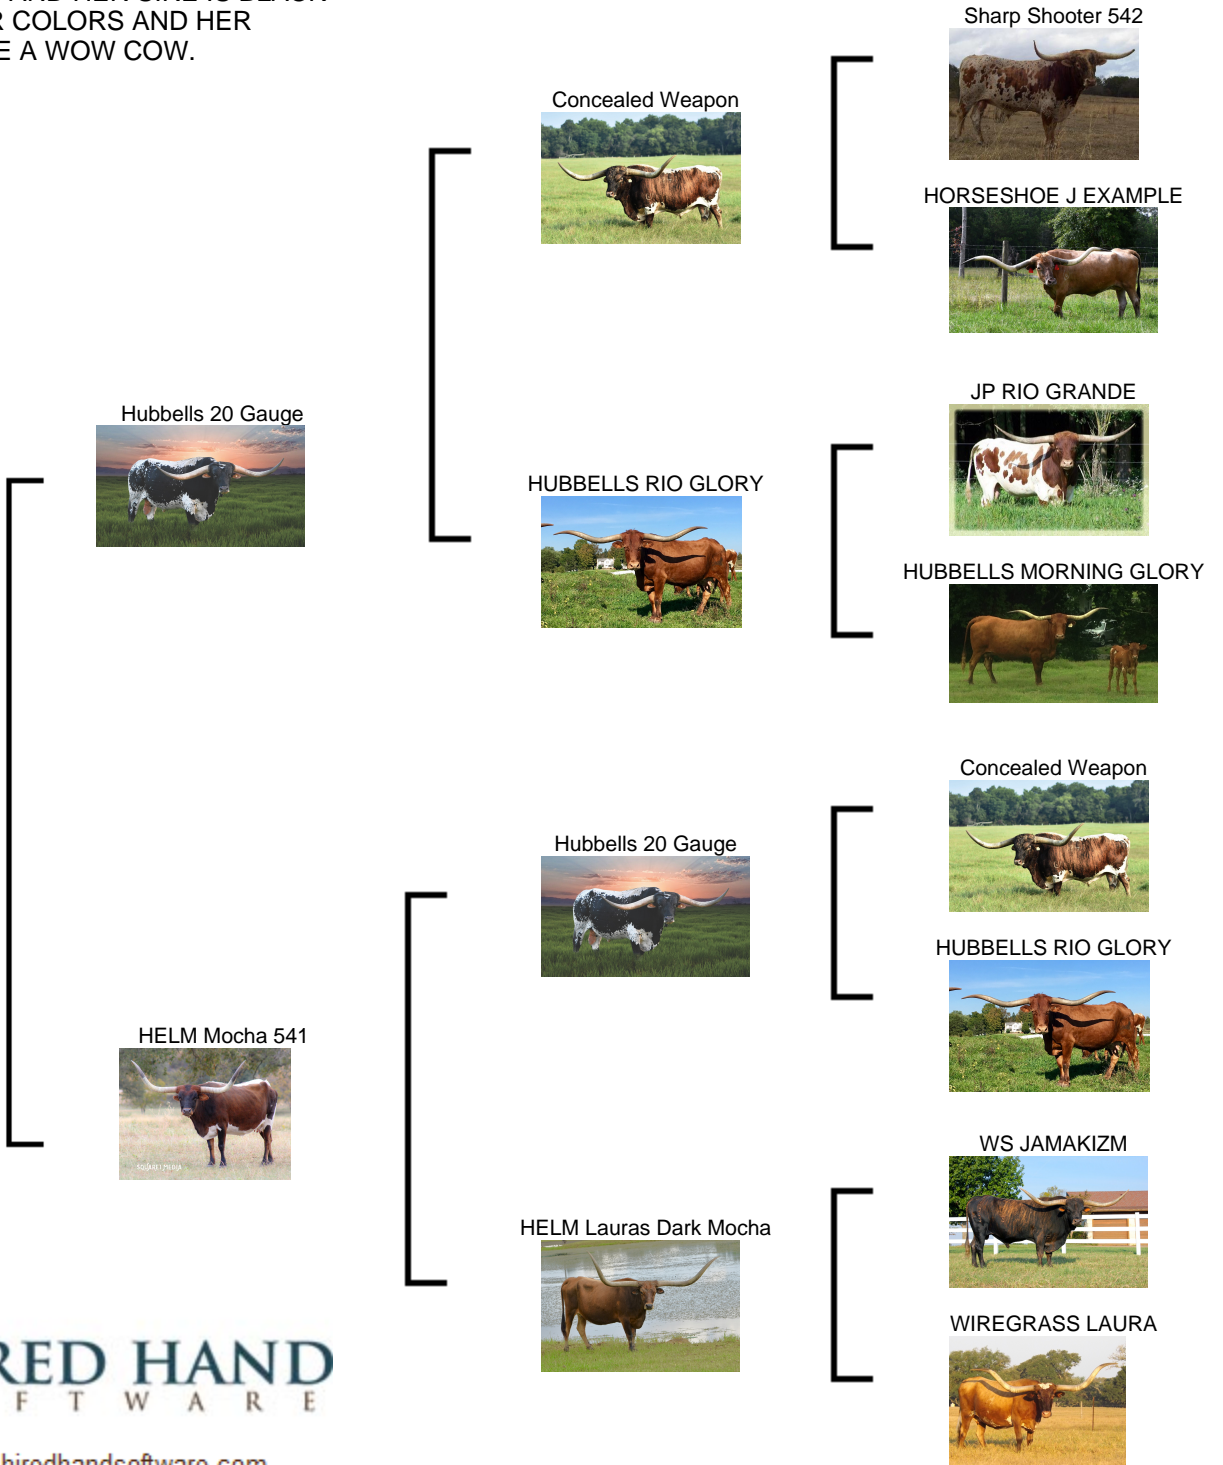 R COLORS AND HER
E A WOW COW.
Sharp Shooter 542
Concealed Weapon
HORSESHOE J EXAMPLE
Hubbells 20 Gauge
JP RIO GRANDE
HUBBELLS RIO GLORY
HUBBELLS MORNING GLORY
Concealed Weapon
Hubbells 20 Gauge
HUBBELLS RIO GLORY
HELM Mocha 541
WS JAMAKIZM
HELM Lauras Dark Mocha
WIREGRASS LAURA
RED HAND
F T W A R E